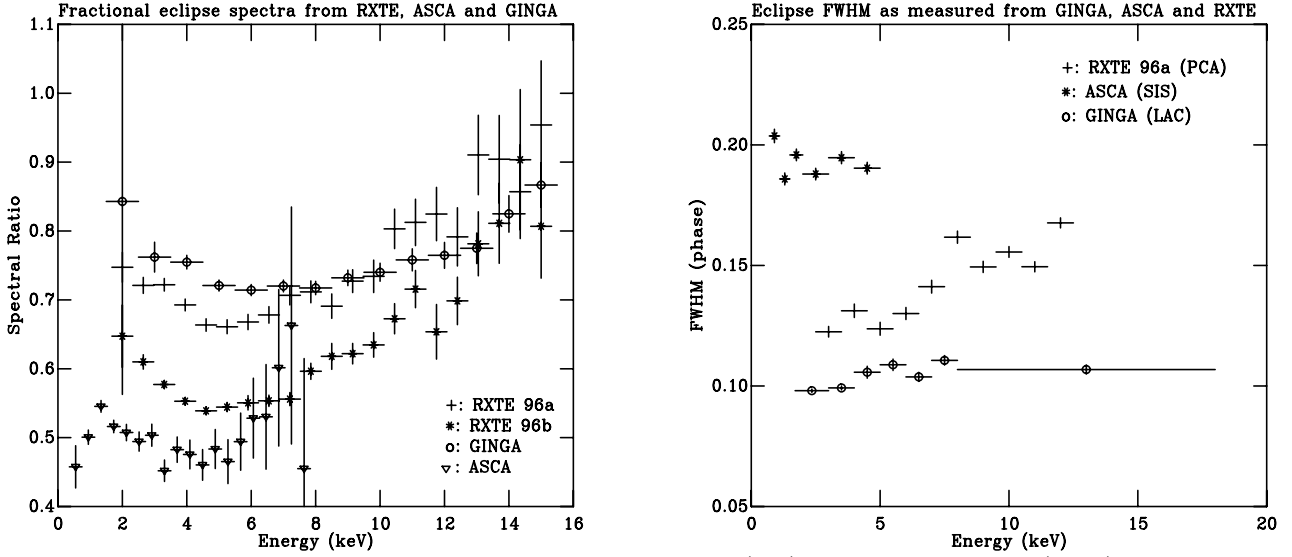 Fractional eclipse spectra from RXTE, ASCA and GINGA
1.1
1.0
0.9
0.8
0.7
0.6
0.5
0.4
Spectral Ratio
+: RXTE 96a
*: RXTE 96b
o: GINGA
▽: ASCA
0 2 4 6 8 10 12 14 16
Energy (keV)
Eclipse FWHM as measured from GINGA, ASCA and RXTE
0.25
0.20
0.15
0.10
0.05
FWHM (phase)
+: RXTE 96a (PCA)
*: ASCA (SIS)
o: GINGA (LAC)
0 5 10 15 20
Energy (keV)